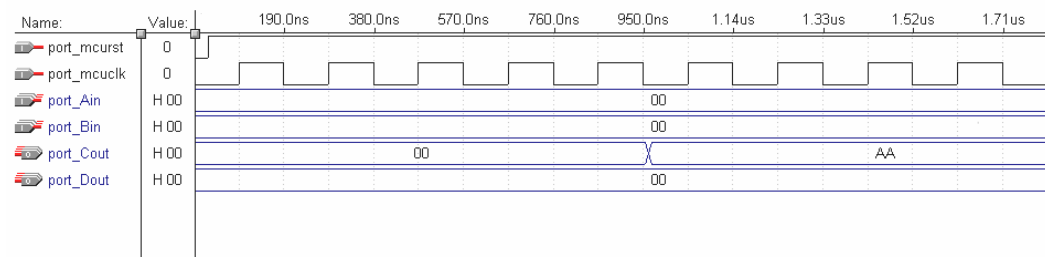 Name: Value: 190.0ns 380.0ns 570.0ns 760.0ns 950.0ns 1.14us 1.33us 1.52us 1.71us
port_mcurst 0
port_mcuclk 0
port_Ain H 00 00
port_Bin H 00 00
port_Cout H 00 00 AA
port_Dout H 00 00